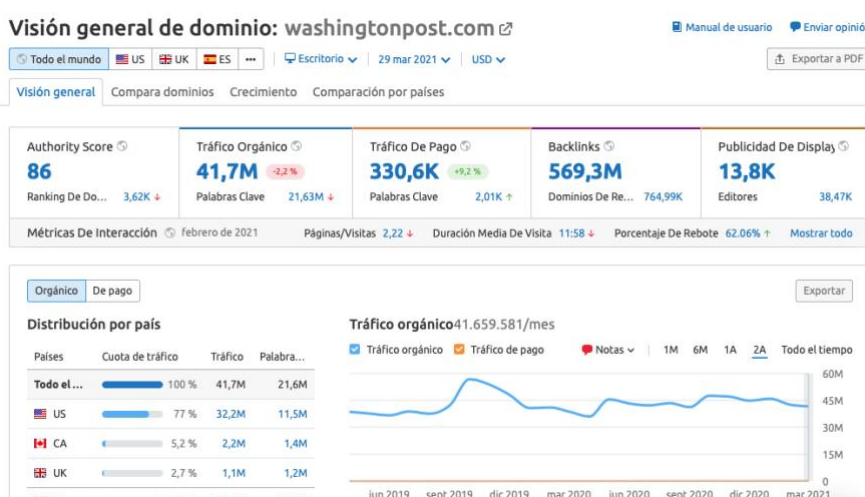 Visión general de dominio: washingtonpost.com
Manual de usuario Enviar opinió
Todo el mundo US UK ES ... Escritorio 29 mar 2021 USD Exportar a PDF
Visión general Compara dominios Crecimiento Comparación por países
Authority Score Tráfico Orgánico Tráfico De Pago Backlinks Publicidad De Display
86 41,7M -2,2 % 330,6K +9,2 % 569,3M 13,8K
Ranking De Do... 3,62K ↓ Palabras Clave 21,63M ↓ Palabras Clave 2,01K ↑ Dominios De Re... 764,99K Editores 38,47K
Métricas De Interacción febrero de 2021 Páginas/Visitas 2,22 ↓ Duración Media De Visita 11:58 ↓ Porcentaje De Rebote 62.06% ↑ Mostrar todo
Orgánico De pago Exportar
Distribución por país Tráfico orgánico 41.659.581/mes
Países Cuota de tráfico Tráfico Palabra... Tráfico orgánico Tráfico de pago Notas 1M 6M 1A 2A Todo el tiempo
Todo el ... 100 % 41,7M 21,6M 60M
US 77 % 32,2M 11,5M 45M
30M
CA 5,2 % 2,2M 1,4M 15M
UK 2,7 % 1,1M 1,2M 0
jun 2019 sept 2019 dic 2019 mar 2020 jun 2020 sept 2020 dic 2020 mar 2021